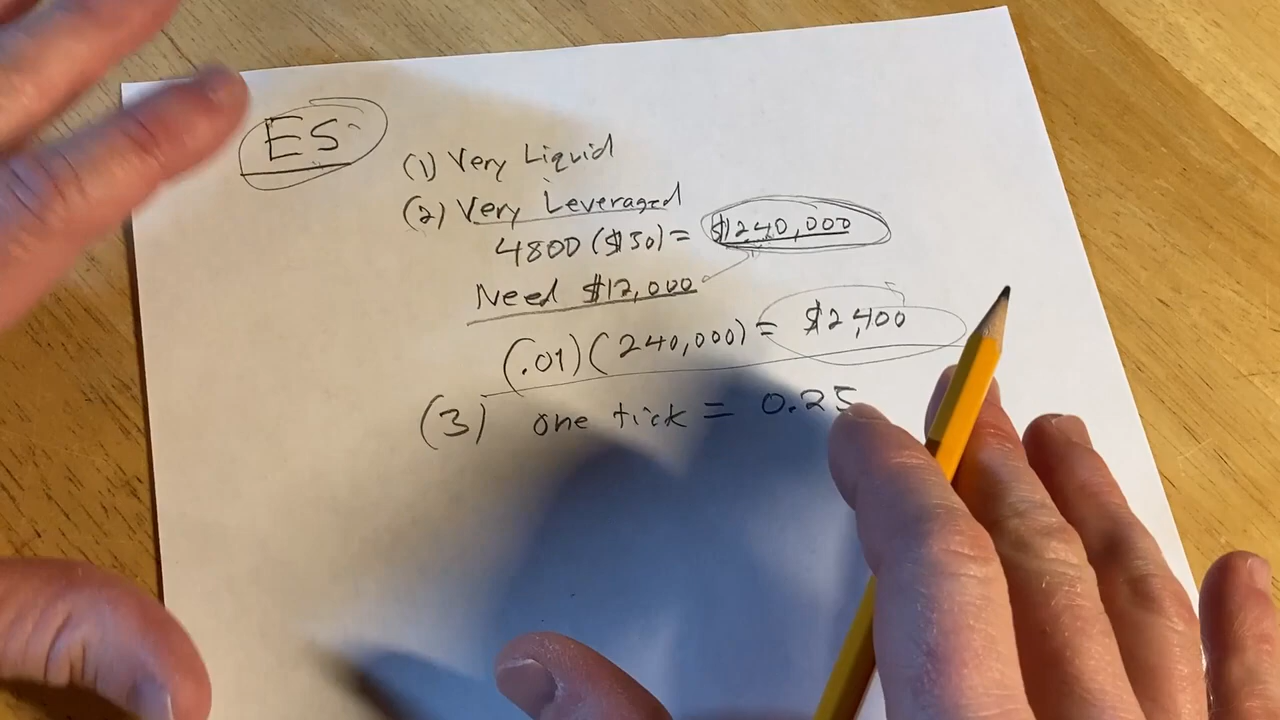 ES
(1) Very Liquid
(2) Very Leveraged
4800 ($50) = $240,000
Need $12,000
(.01)(240,000) = $2,400
(3) one tick = 0.25